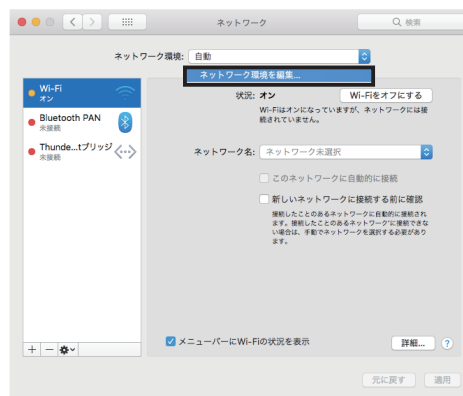 ネットワーク
検索
ネットワーク環境: 自動
ネットワーク環境を編集...
Wi-Fi
オン
Bluetooth PAN
未接続
Thunde...tブリッジ
未接続
状況: オン
Wi-Fiをオフにする
Wi-Fiはオンになっていますが、ネットワークには接
続されていません。
ネットワーク名: ネットワーク未選択
このネットワークに自動的に接続
新しいネットワークに接続する前に確認
接続したことのあるネットワークに自動的に接続され
ます。接続したことのあるネットワークに接続できな
い場合は、手動でネットワークを選択する必要があり
ます。
メニューバーにWi-Fiの状況を表示
詳細...
?
元に戻す
適用